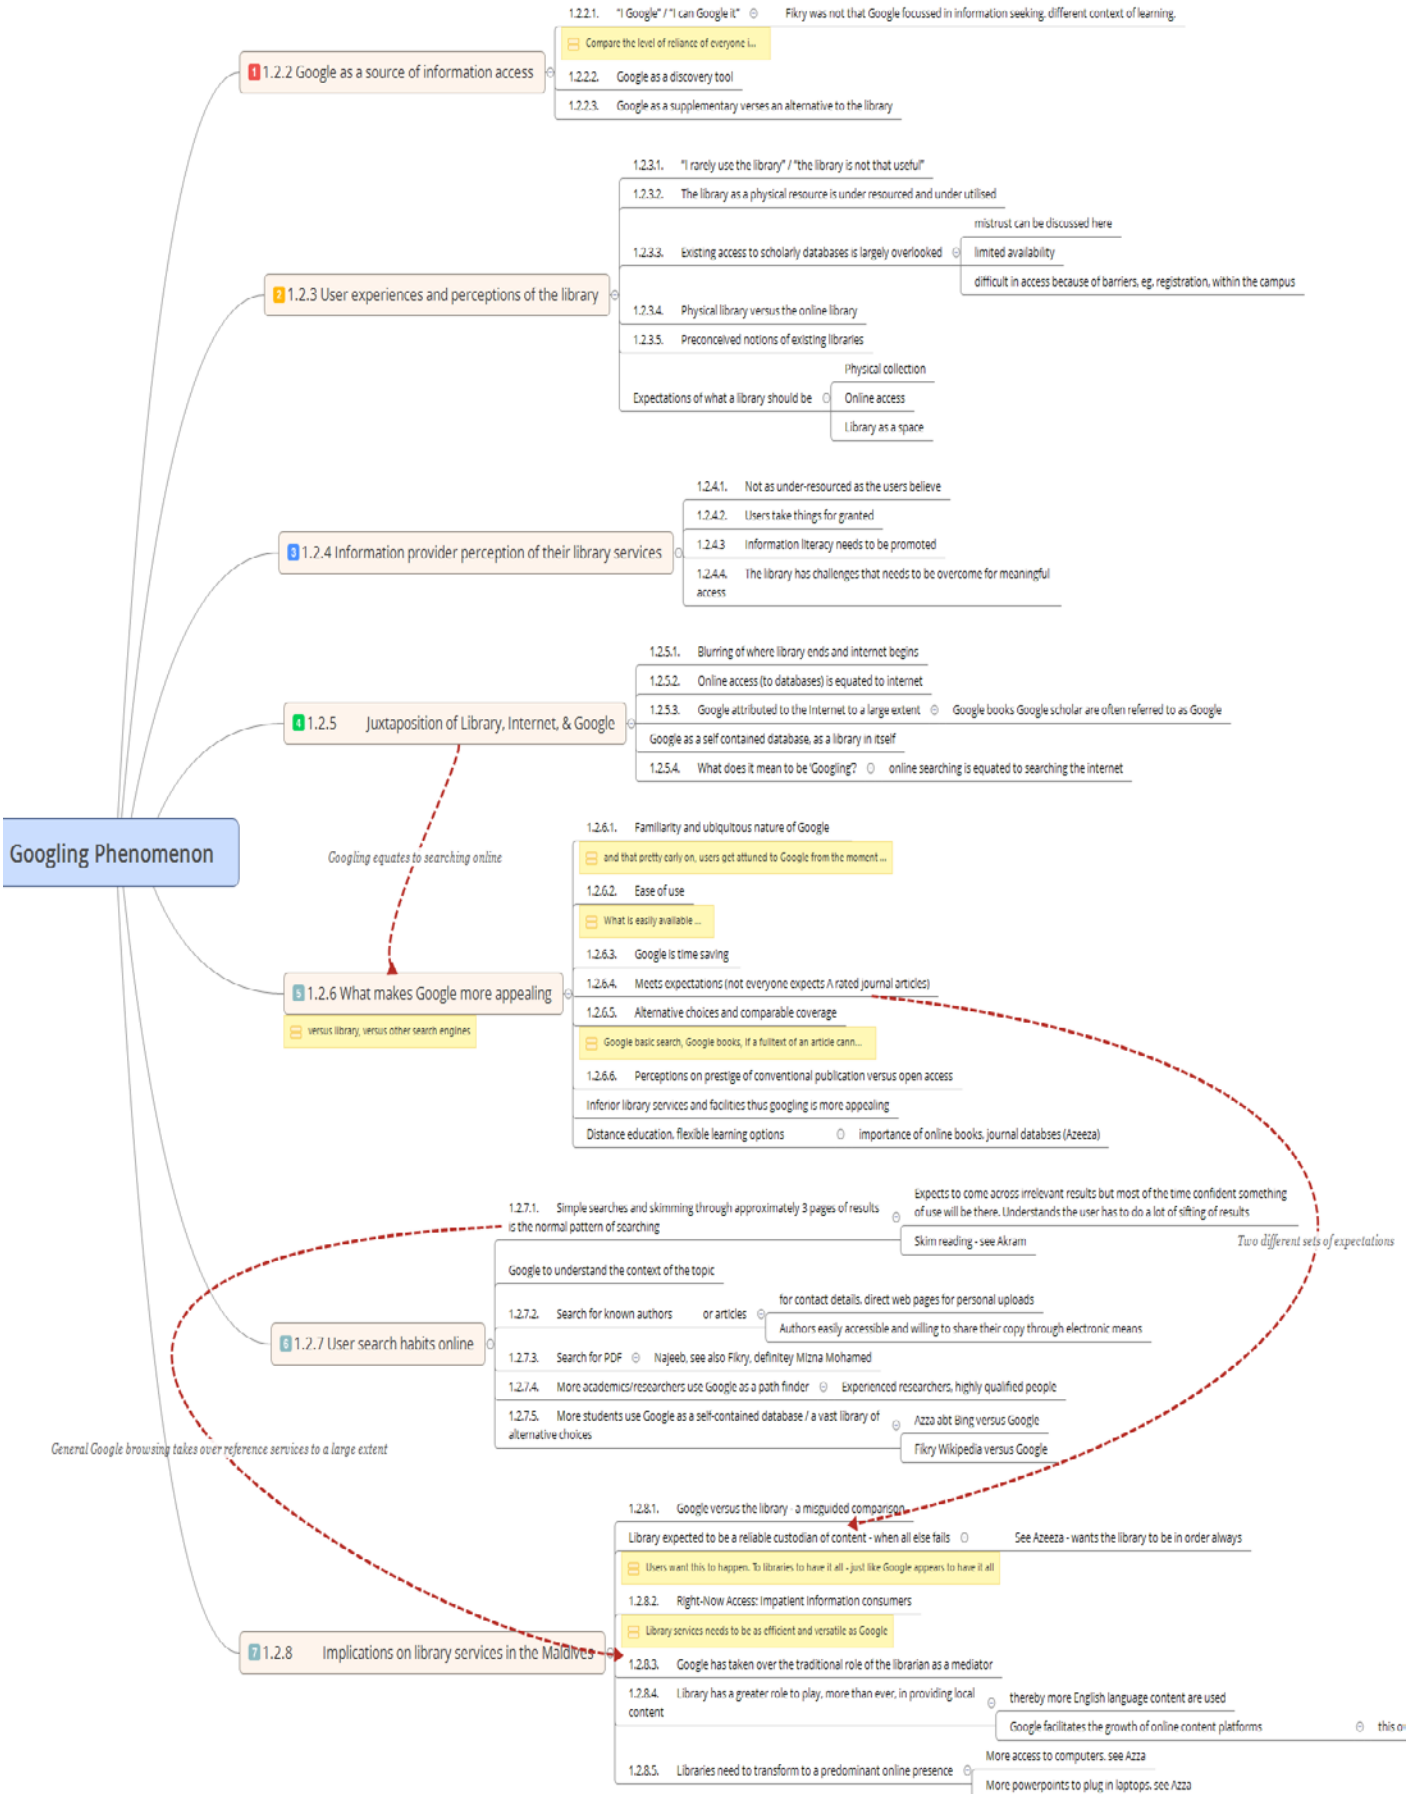 Googling Phenomenon
1 1.2.2 Google as a source of information access
1.2.2.1. "I Google" / "I can Google it"
Fikry was not that Google focussed in information seeking. different context of learning.
Compare the level of reliance of everyone i...
1.2.2.2. Google as a discovery tool
1.2.2.3. Google as a supplementary verses an alternative to the library
2 1.2.3 User experiences and perceptions of the library
1.2.3.1. "I rarely use the library" / "the library is not that useful"
1.2.3.2. The library as a physical resource is under resourced and under utilised
1.2.3.3. Existing access to scholarly databases is largely overlooked
mistrust can be discussed here
limited availability
difficult in access because of barriers, eg, registration, within the campus
1.2.3.4. Physical library versus the online library
1.2.3.5. Preconceived notions of existing libraries
Expectations of what a library should be
Physical collection
Online access
Library as a space
3 1.2.4 Information provider perception of their library services
1.2.4.1. Not as under-resourced as the users believe
1.2.4.2. Users take things for granted
1.2.4.3 Information literacy needs to be promoted
1.2.4.4. The library has challenges that needs to be overcome for meaningful
access
4 1.2.5 Juxtaposition of Library, Internet, & Google
1.2.5.1. Blurring of where library ends and internet begins
1.2.5.2. Online access (to databases) is equated to internet
1.2.5.3. Google attributed to the Internet to a large extent
Google books Google scholar are often referred to as Google
Google as a self contained database, as a library in itself
1.2.5.4. What does it mean to be 'Googling'?
online searching is equated to searching the internet
Googling equates to searching online
5 1.2.6 What makes Google more appealing
versus library, versus other search engines
1.2.6.1. Familiarity and ubiquitous nature of Google
and that pretty early on, users get attuned to Google from the moment ...
1.2.6.2. Ease of use
What is easily available ...
1.2.6.3. Google is time saving
1.2.6.4. Meets expectations (not everyone expects A rated journal articles)
1.2.6.5. Alternative choices and comparable coverage
Google basic search, Google books, if a fulltext of an article cann...
1.2.6.6. Perceptions on prestige of conventional publication versus open access
Inferior library services and facilities thus googling is more appealing
Distance education. flexible learning options
importance of online books, journal databses (Azeeza)
Two different sets of expectations
6 1.2.7 User search habits online
1.2.7.1. Simple searches and skimming through approximately 3 pages of results
is the normal pattern of searching
Expects to come across irrelevant results but most of the time confident something
of use will be there. Understands the user has to do a lot of sifting of results
Skim reading - see Akram
Google to understand the context of the topic
1.2.7.2. Search for known authors or articles
for contact details. direct web pages for personal uploads
Authors easily accessible and willing to share their copy through electronic means
1.2.7.3. Search for PDF
Najeeb, see also Fikry, definitey Mizna Mohamed
1.2.7.4. More academics/researchers use Google as a path finder
Experienced researchers, highly qualified people
1.2.7.5. More students use Google as a self-contained database / a vast library of
alternative choices
Azza abt Bing versus Google
Fikry Wikipedia versus Google
General Google browsing takes over reference services to a large extent
7 1.2.8 Implications on library services in the Maldives
1.2.8.1. Google versus the library - a misguided comparison
Library expected to be a reliable custodian of content - when all else fails
See Azeeza - wants the library to be in order always
Users want this to happen. To libraries to have it all - just like Google appears to have it all
1.2.8.2. Right-Now Access: Impatient information consumers
Library services needs to be as efficient and versatile as Google
1.2.8.3. Google has taken over the traditional role of the librarian as a mediator
1.2.8.4. Library has a greater role to play, more than ever, in providing local
content
thereby more English language content are used
Google facilitates the growth of online content platforms
this
1.2.8.5. Libraries need to transform to a predominant online presence
More access to computers. see Azza
More powerpoints to plug in laptops. see Azza